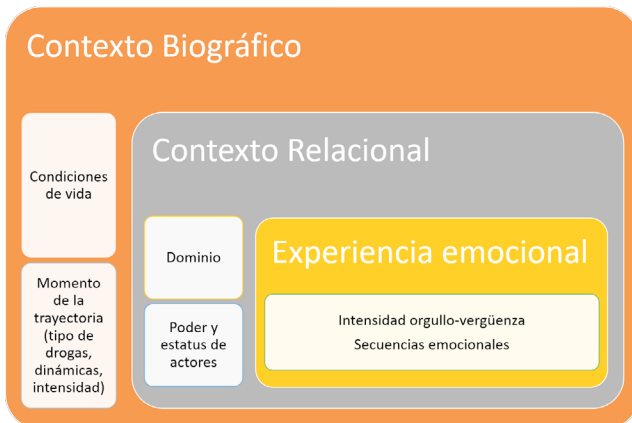 Contexto Biográfico
Condiciones
de vida
Momento
de la
trayectoria
(tipo de
drogas,
dinámicas,
intensidad)
Contexto Relacional
Dominio
Poder y
estatus de
actores
Experiencia emocional
Intensidad orgullo-vergüenza
Secuencias emocionales